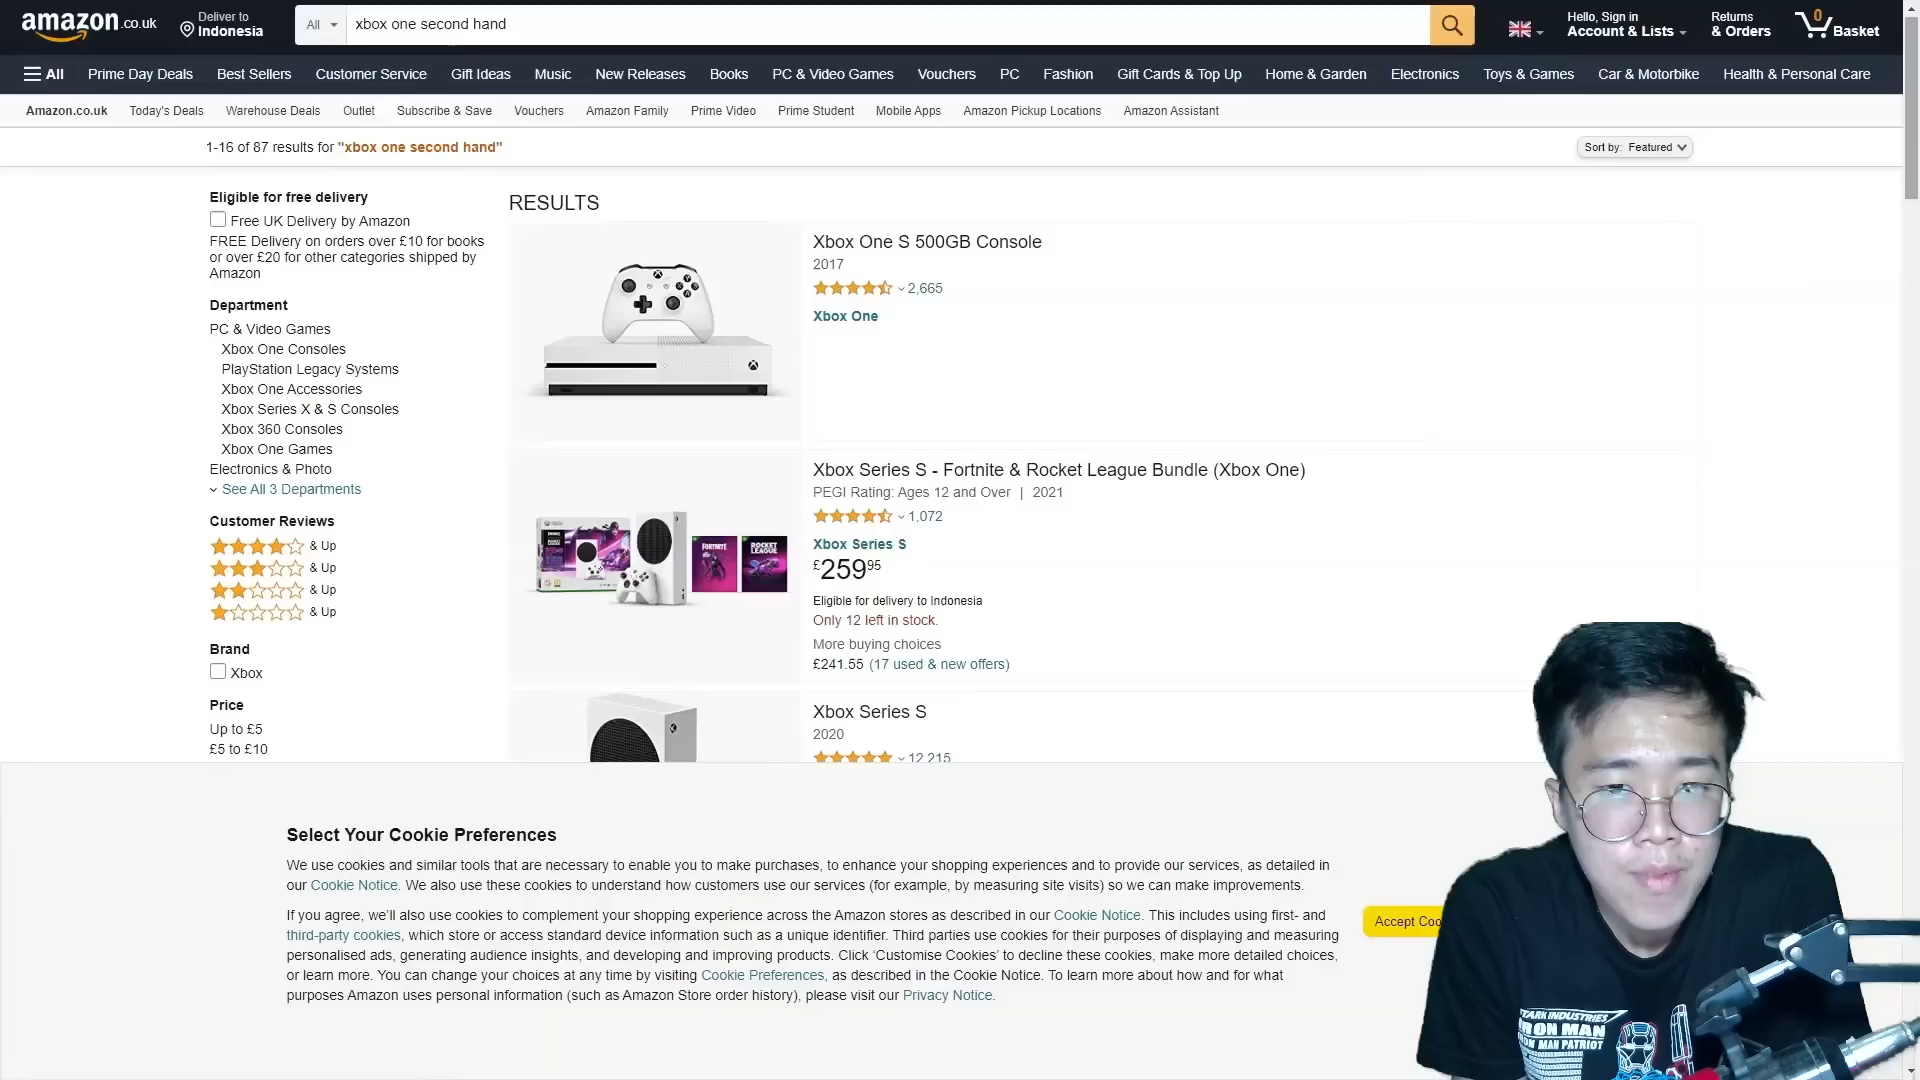 amazon.co.uk
Deliver to
Indonesia
All
xbox one second hand
Hello, Sign in
Account & Lists
Returns
& Orders
0
Basket
All
Prime Day Deals
Best Sellers
Customer Service
Gift Ideas
Music
New Releases
Books
PC & Video Games
Vouchers
PC
Fashion
Gift Cards & Top Up
Home & Garden
Electronics
Toys & Games
Car & Motorbike
Health & Personal Care
Amazon.co.uk
Today's Deals
Warehouse Deals
Outlet
Subscribe & Save
Vouchers
Amazon Family
Prime Video
Prime Student
Mobile Apps
Amazon Pickup Locations
Amazon Assistant
1-16 of 87 results for "xbox one second hand"
Sort by: Featured
Eligible for free delivery
Free UK Delivery by Amazon
FREE Delivery on orders over £10 for books
or over £20 for other categories shipped by
Amazon
Department
PC & Video Games
Xbox One Consoles
PlayStation Legacy Systems
Xbox One Accessories
Xbox Series X & S Consoles
Xbox 360 Consoles
Xbox One Games
Electronics & Photo
See All 3 Departments
Customer Reviews
& Up
& Up
& Up
& Up
Brand
Xbox
Price
Up to £5
£5 to £10
RESULTS
Xbox One S 500GB Console
2017
2,665
Xbox One
Xbox Series S - Fortnite & Rocket League Bundle (Xbox One)
PEGI Rating: Ages 12 and Over | 2021
1,072
Xbox Series S
£259.95
Eligible for delivery to Indonesia
Only 12 left in stock.
More buying choices
£241.55 (17 used & new offers)
FORTNITE
ROCKET
LEAGUE
Xbox Series S
2020
12,215
Select Your Cookie Preferences
We use cookies and similar tools that are necessary to enable you to make purchases, to enhance your shopping experiences and to provide our services, as detailed in
our Cookie Notice. We also use these cookies to understand how customers use our services (for example, by measuring site visits) so we can make improvements.
If you agree, we'll also use cookies to complement your shopping experience across the Amazon stores as described in our Cookie Notice. This includes using first- and
third-party cookies, which store or access standard device information such as a unique identifier. Third parties use cookies for their purposes of displaying and measuring
personalised ads, generating audience insights, and developing and improving products. Click ‘Customise Cookies’ to decline these cookies, make more detailed choices,
or learn more. You can change your choices at any time by visiting Cookie Preferences, as described in the Cookie Notice. To learn more about how and for what
purposes Amazon uses personal information (such as Amazon Store order history), please visit our Privacy Notice.
Accept Coo
STARK INDUSTRIES
IRON MAN
IRON MAN PATRIOT